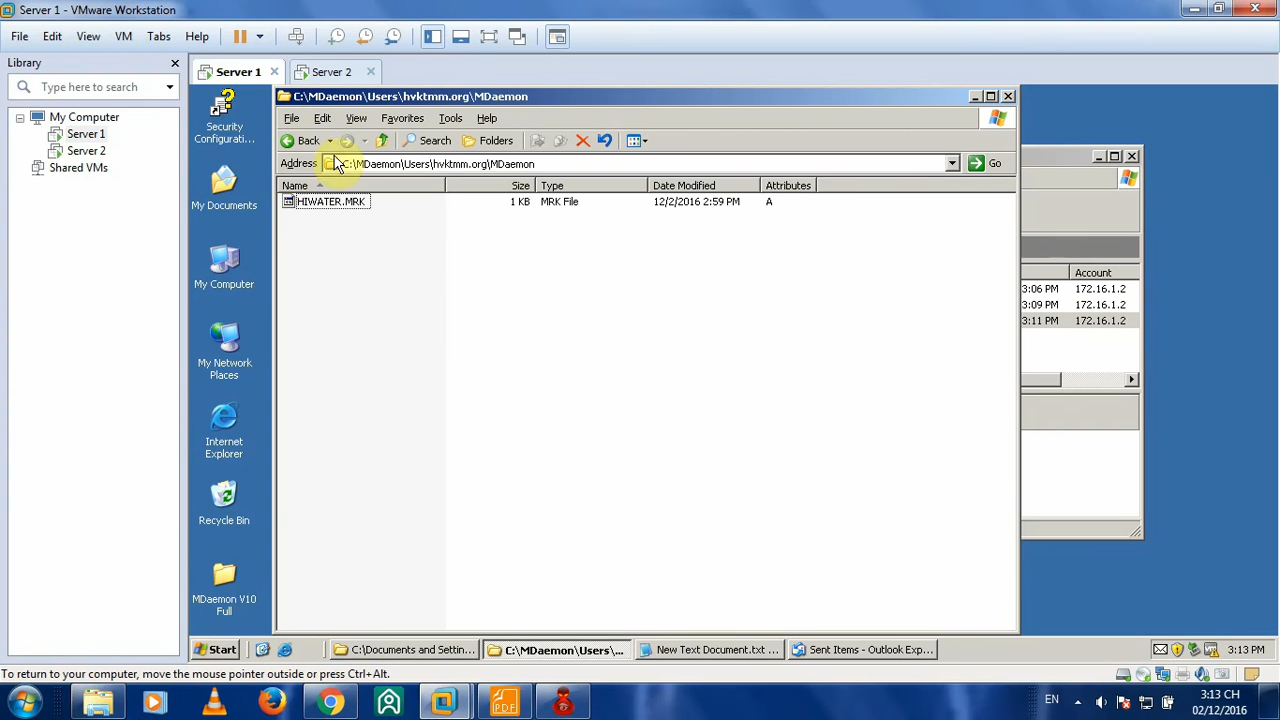 Server 1 - VMware Workstation
File Edit View VM Tabs Help
Library
Type here to search
My Computer
Server1
Server 2
Shared VMs
Server 1
Server 2
Security
Configurati...
My Documents
My Computer
My Network
Places
Internet
Explorer
Recycle Bin
MDaemon V10
Full
C:\MDaemon\Users\hvktmm.org\MDaemon
File Edit View Favorites Tools Help
Back Search Folders
Address C:\MDaemon\Users\hvktmm.org\MDaemon Go
Name Size Type Date Modified Attributes
HIWATER.MRK 1 KB MRK File 12/2/2016 2:59 PM A
Account
3:06 PM 172.16.1.2
3:09 PM 172.16.1.2
3:11 PM 172.16.1.2
Start C:\Documents and Settin... C:\MDaemon\Users\... New Text Document.txt ... Sent Items - Outlook Exp... 3:13 PM
To return to your computer, move the mouse pointer outside or press Ctrl+Alt.
PDF
EN
3:13 CH
02/12/2016